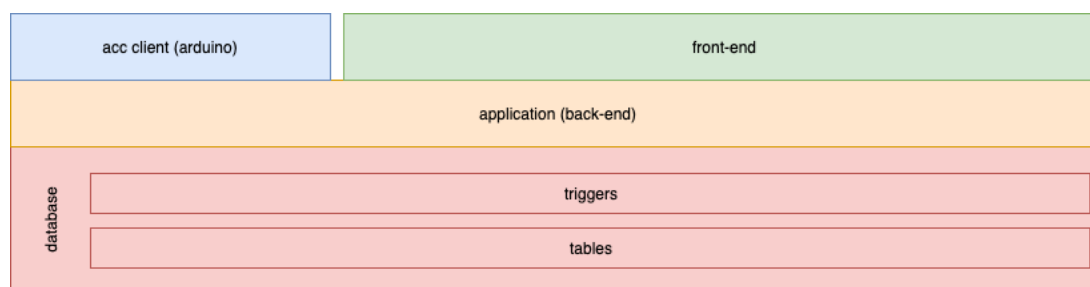 acc client (arduino)
front-end
application (back-end)
database
triggers
tables